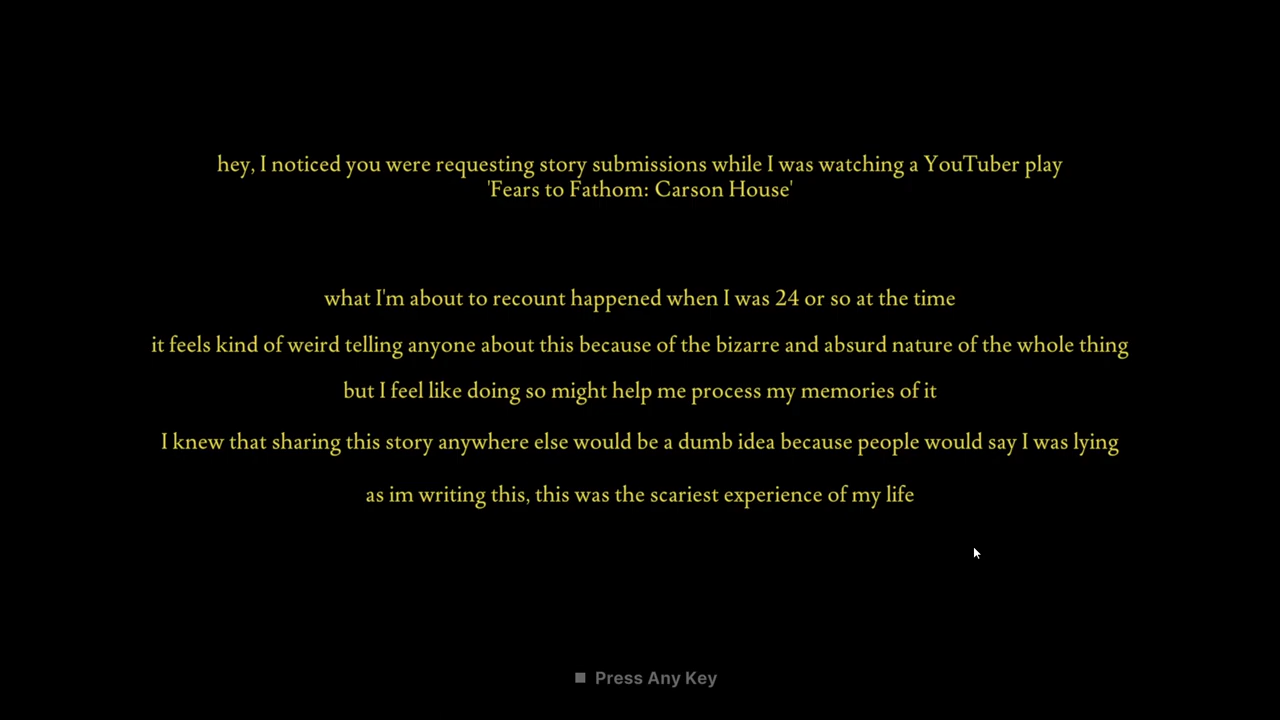 hey, I noticed you were requesting story submissions while I was watching a YouTuber play
'Fears to Fathom: Carson House'
what I'm about to recount happened when I was 24 or so at the time
it feels kind of weird telling anyone about this because of the bizarre and absurd nature of the whole thing
but I feel like doing so might help me process my memories of it
I knew that sharing this story anywhere else would be a dumb idea because people would say I was lying
as im writing this, this was the scariest experience of my life
Press Any Key